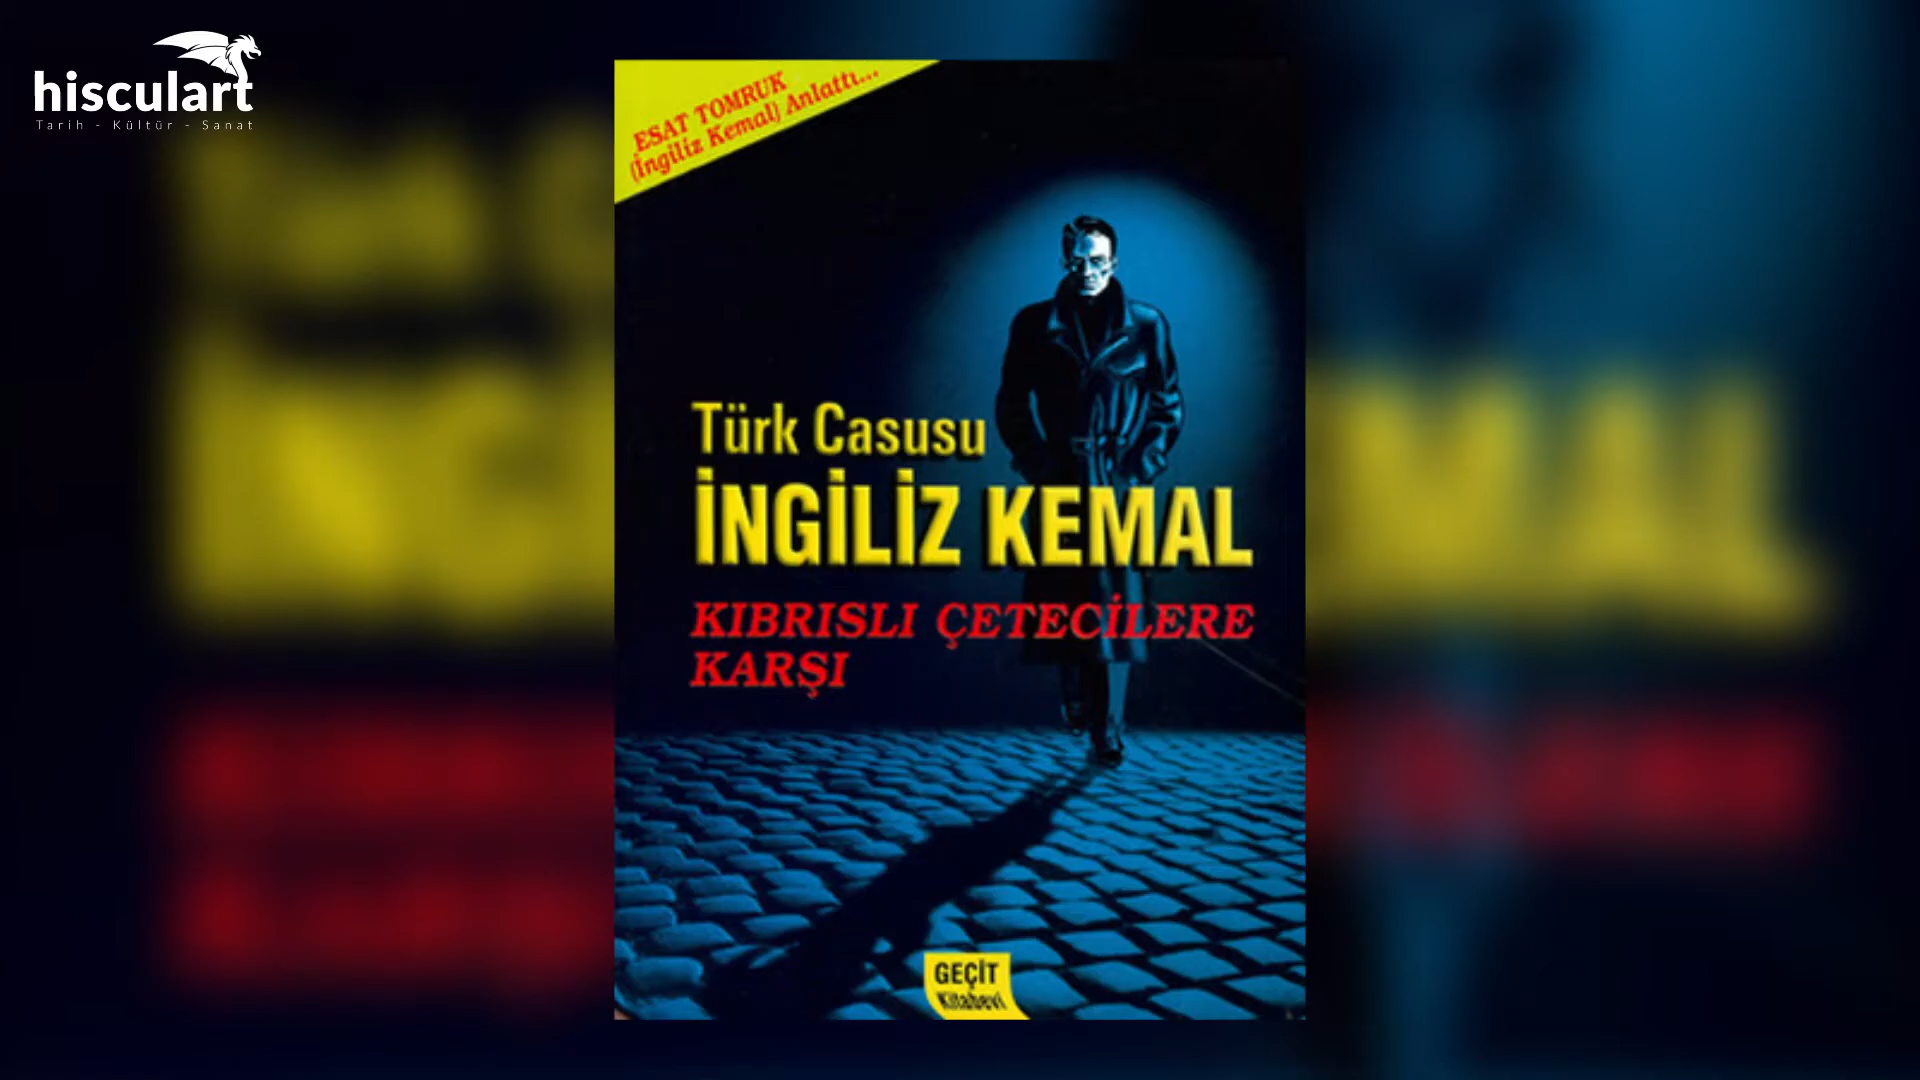 hisculart
Tarih - Kültür - Sanat
ESAT TOMRUK
(İngiliz Kemal) Anlattı...
Türk Casusu
İNGİLİZ KEMAL
KIBRISLI ÇETECİLERE
KARŞI
GEÇİT
Kitabevi